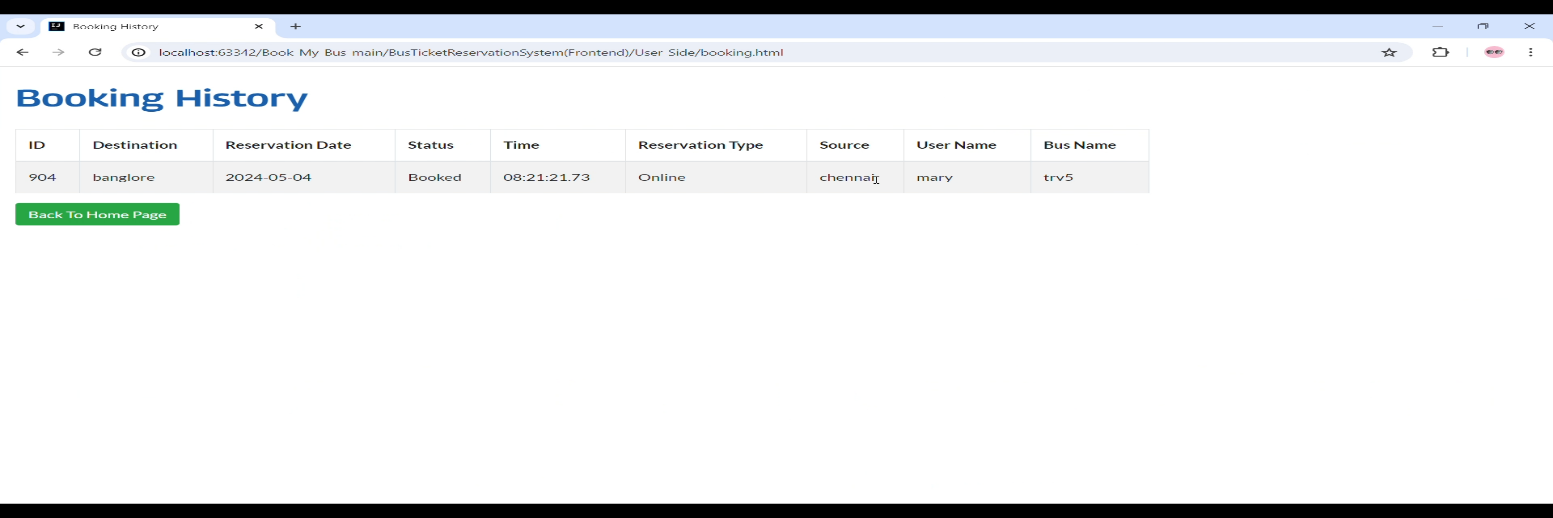 Booking History
localhost:63342/Book My Bus main/BusTicketReservationSystem(Frontend)/User Side/booking.html
Booking History
ID Destination Reservation Date Status Time Reservation Type Source User Name Bus Name
904 banglore 2024-05-04 Booked 08:21:21.73 Online chennai mary trv5
Back To Home Page